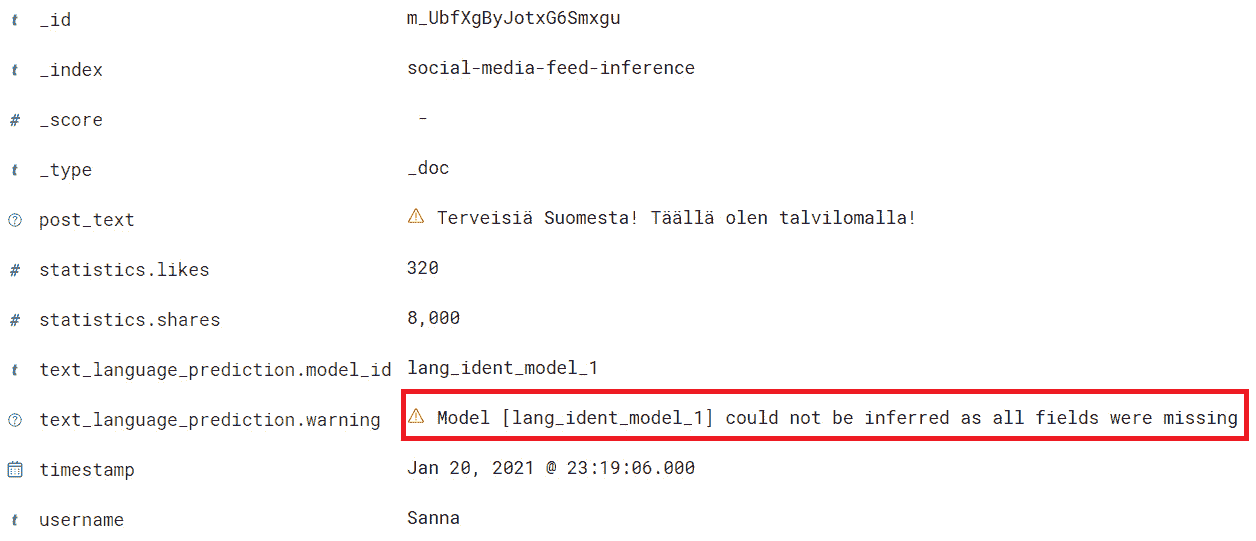 t _id m_UbfXgByJotxG6Smxgu
t _index social-media-feed-inference
# _score -
t _type _doc
? post_text Terveisiä Suomesta! Täällä olen talvilomalla!
# statistics.likes 320
# statistics.shares 8,000
t text_language_prediction.model_id lang_ident_model_1
? text_language_prediction.warning Model [lang_ident_model_1] could not be inferred as all fields were missing
timestamp Jan 20, 2021 @ 23:19:06.000
t username Sanna